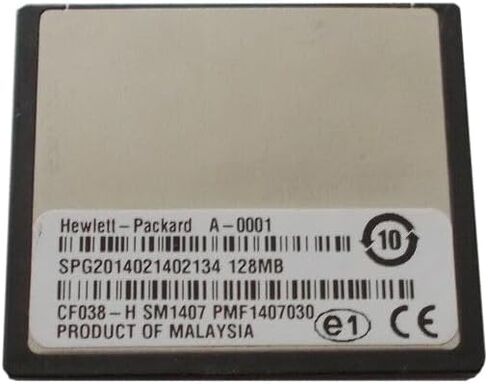 Hewlett-Packard A-0001
10
SPG2014021402134 128MB
CF038-H SM1407 PMF1407030
PRODUCT OF MALAYSIA
e1 CE